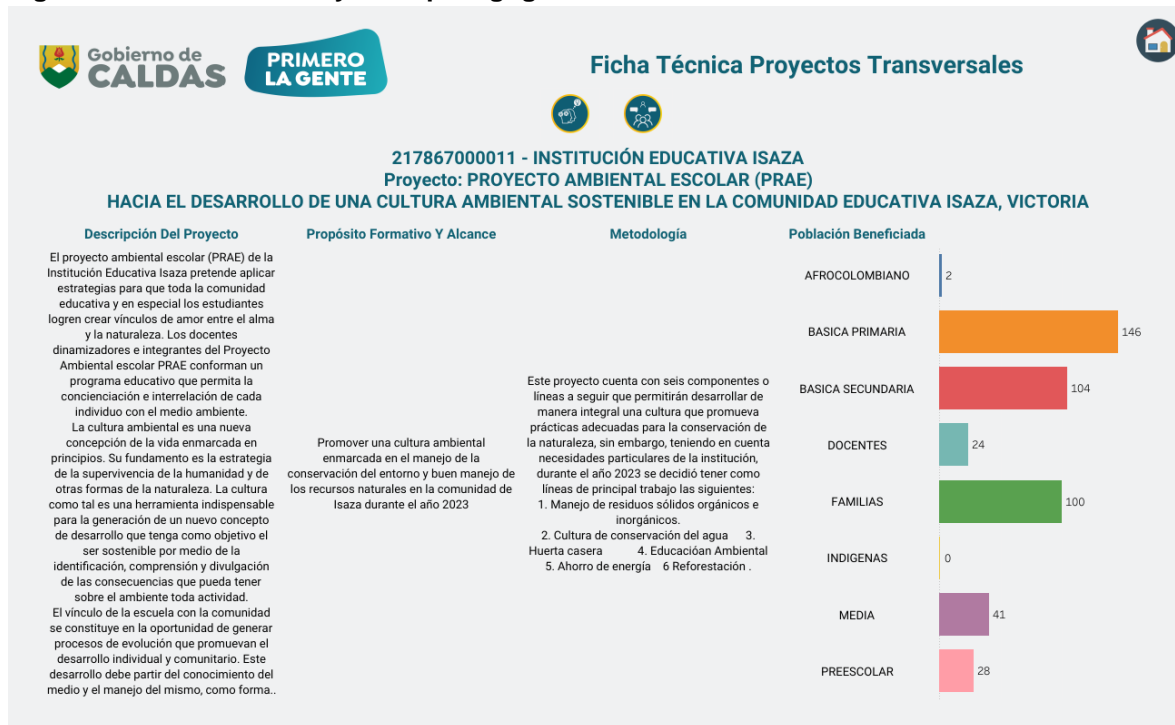 Gobierno de
CALDAS
PRIMERO
LA GENTE
Ficha Técnica Proyectos Transversales
217867000011 - INSTITUCIÓN EDUCATIVA ISAZA
Proyecto: PROYECTO AMBIENTAL ESCOLAR (PRAE)
HACIA EL DESARROLLO DE UNA CULTURA AMBIENTAL SOSTENIBLE EN LA COMUNIDAD EDUCATIVA ISAZA, VICTORIA
Descripción Del Proyecto
El proyecto ambiental escolar (PRAE) de la
Institución Educativa Isaza pretende aplicar
estrategias para que toda la comunidad
educativa y en especial los estudiantes
logren crear vínculos de amor entre el alma
y la naturaleza. Los docentes
dinamizadores e integrantes del Proyecto
Ambiental escolar PRAE conforman un
programa educativo que permita la
concienciación e interrelación de cada
individuo con el medio ambiente.
La cultura ambiental es una nueva
concepción de la vida enmarcada en
principios. Su fundamento es la estrategia
de la supervivencia de la humanidad y de
otras formas de la naturaleza. La cultura
como tal es una herramienta indispensable
para la generación de un nuevo concepto
de desarrollo que tenga como objetivo el
ser sostenible por medio de la
identificación, comprensión y divulgación
de las consecuencias que pueda tener
sobre el ambiente toda actividad.
El vínculo de la escuela con la comunidad
se constituye en la oportunidad de generar
procesos de evolución que promuevan el
desarrollo individual y comunitario. Este
desarrollo debe partir del conocimiento del
medio y el manejo del mismo, como forma..
Propósito Formativo Y Alcance
Promover una cultura ambiental
enmarcada en el manejo de la
conservación del entorno y buen manejo de
los recursos naturales en la comunidad de
Isaza durante el año 2023
Metodología
Este proyecto cuenta con seis componentes o
líneas a seguir que permitirán desarrollar de
manera integral una cultura que promueva
prácticas adecuadas para la conservación de
la naturaleza, sin embargo, teniendo en cuenta
necesidades particulares de la institución,
durante el año 2023 se decidió tener como
líneas de principal trabajo las siguientes:
1. Manejo de residuos sólidos orgánicos e
inorgánicos.
2. Cultura de conservación del agua 3.
Huerta casera 4. Educacióan Ambiental
5. Ahorro de energía 6 Reforestación .
Población Beneficiada
AFROCOLOMBIANO 2
BASICA PRIMARIA 146
BASICA SECUNDARIA 104
DOCENTES 24
FAMILIAS 100
INDIGENAS 0
MEDIA 41
PREESCOLAR 28